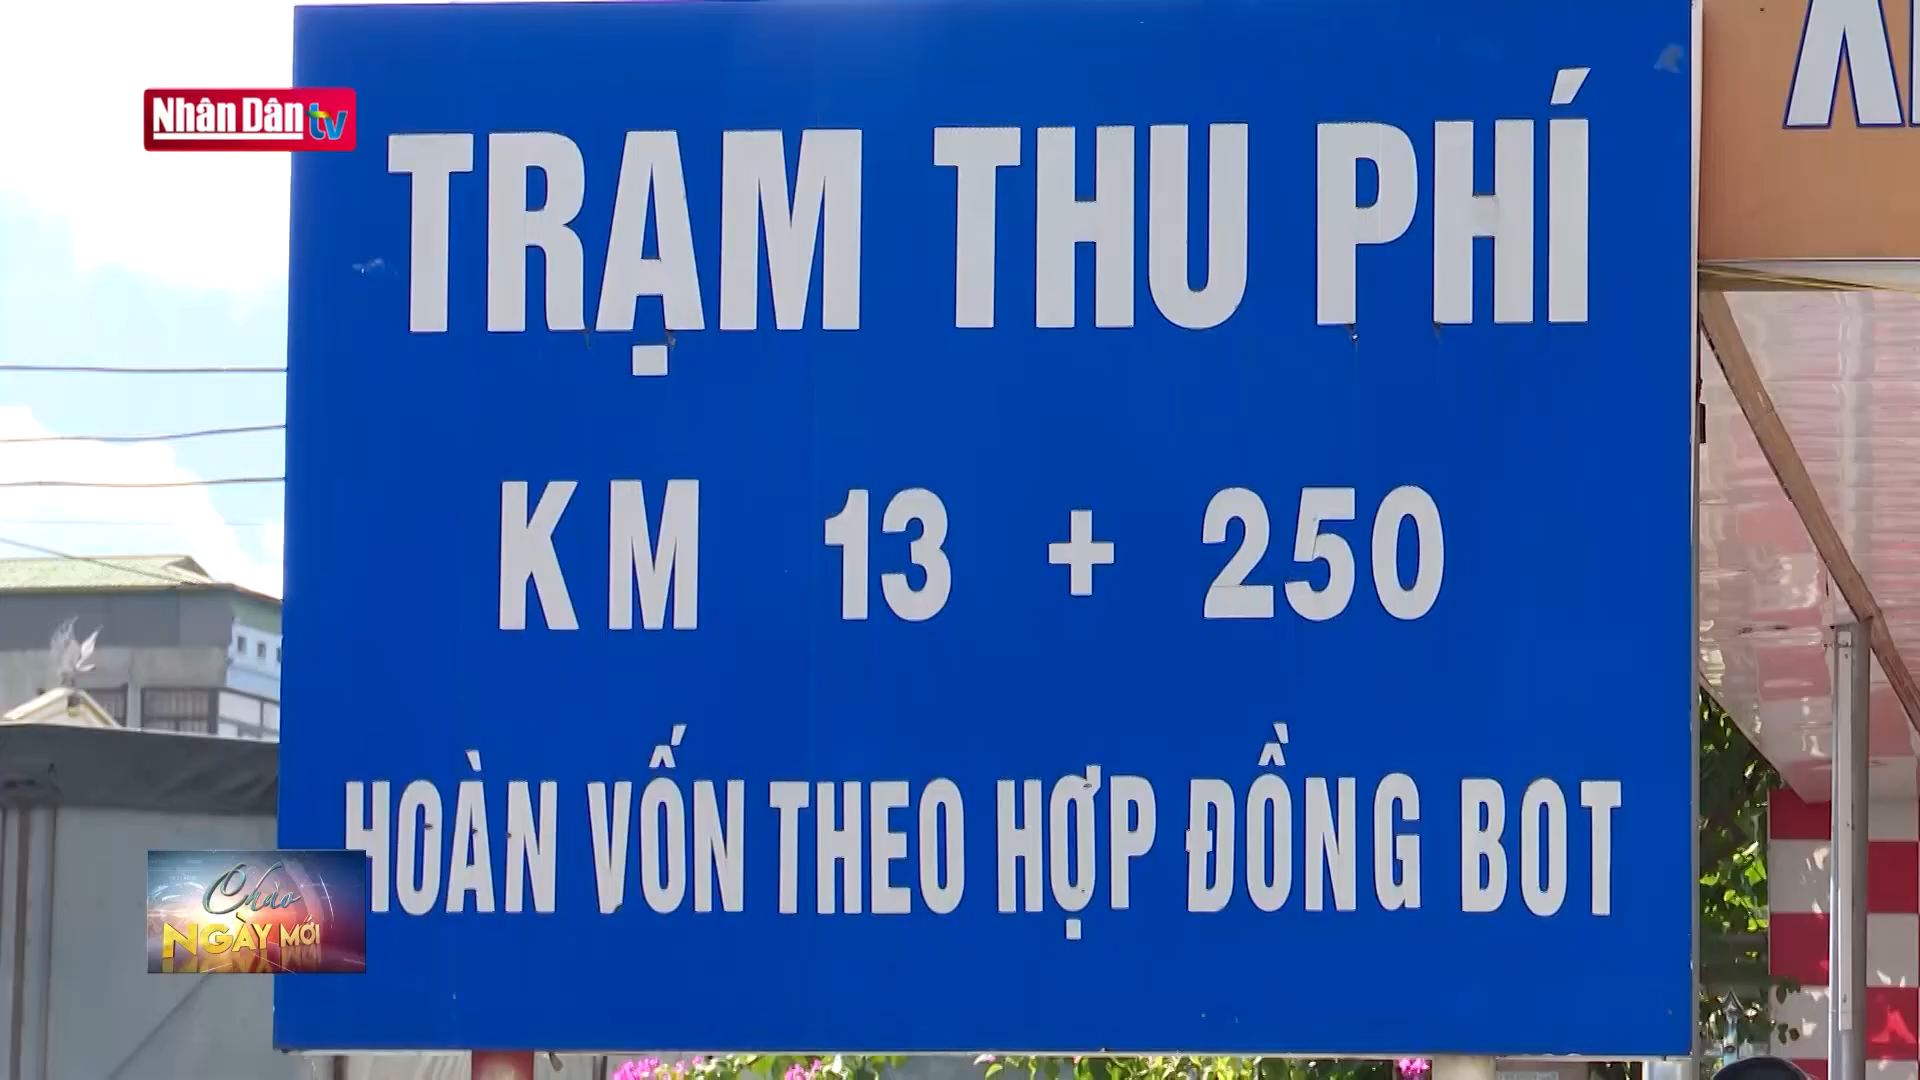 Nhân Dân tv
TRẠM THU PHÍ
KM 13 + 250
HOÀN VỐN THEO HỢP ĐỒNG BOT
Chào
NGÀY MỚI